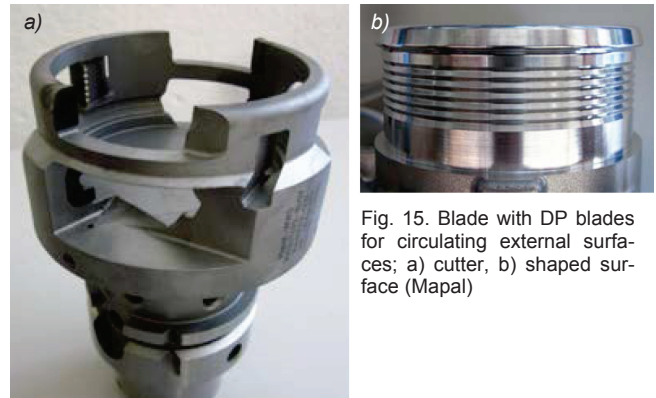 a)
b)
Fig. 15. Blade with DP blades
for circulating external surfa-
ces; a) cutter, b) shaped sur-
face (Mapal)